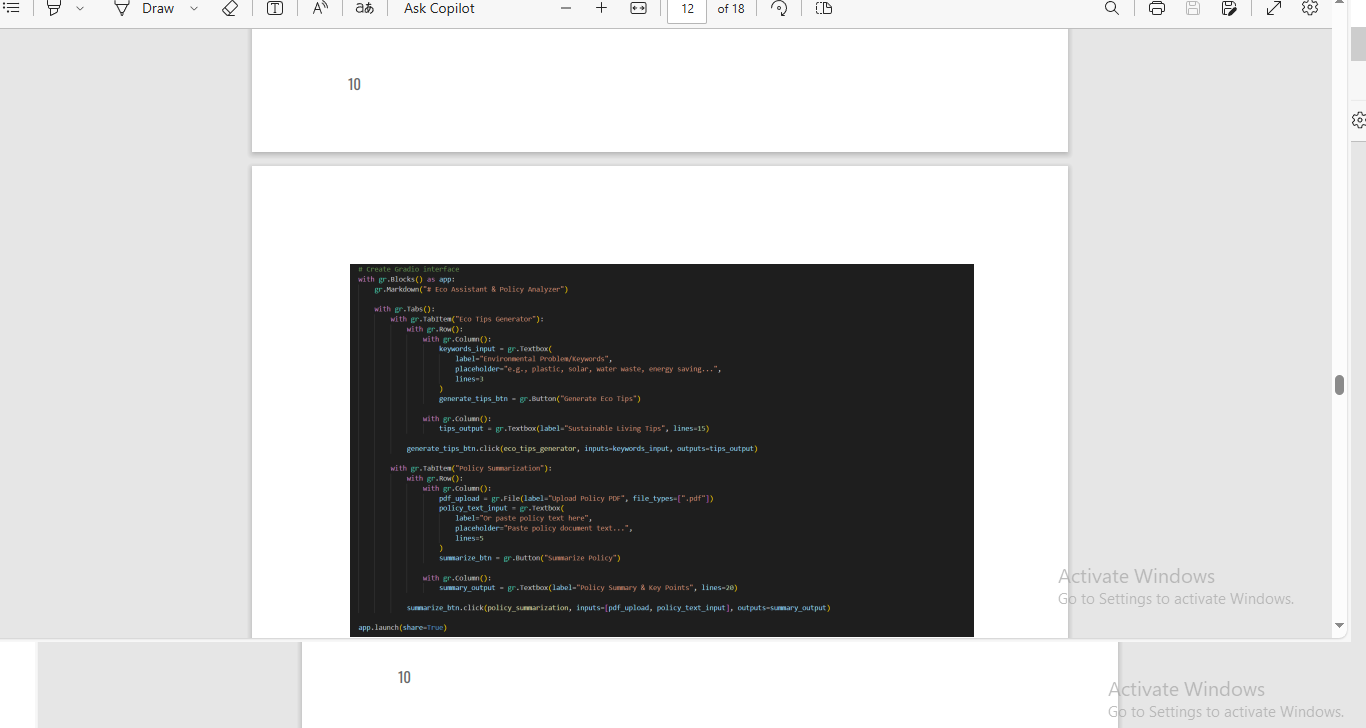 Draw
aあ
Ask Copilot
12
of 18
10
# Create Gradio interface
with gr.Blocks() as app:
gr.Markdown("# Eco Assistant & Policy Analyzer")
with gr.Tabs():
with gr.TabItem("Eco Tips Generator"):
with gr.Row():
with gr.Column():
keywords_input = gr.Textbox(
label="Environmental Problem/Keywords",
placeholder="e.g., plastic, solar, water waste, energy saving...",
lines=3
)
generate_tips_btn = gr.Button("Generate Eco Tips")
with gr.Column():
tips_output = gr.Textbox(label="Sustainable Living Tips", lines=15)
generate_tips_btn.click(eco_tips_generator, inputs=keywords_input, outputs=tips_output)
with gr.TabItem("Policy Summarization"):
with gr.Row():
with gr.Column():
pdf_upload = gr.File(label="Upload Policy PDF", file_types=[".pdf"])
policy_text_input = gr.Textbox(
label="Or paste policy text here",
placeholder="Paste policy document text...",
lines=5
)
summarize_btn = gr.Button("Summarize Policy")
with gr.Column():
summary_output = gr.Textbox(label="Policy Summary & Key Points", lines=20)
summarize_btn.click(policy_summarization, inputs=[pdf_upload, policy_text_input], outputs=summary_output)
app.launch(share=True)
Activate Windows
Go to Settings to activate Windows.
10
Activate Windows
Go to Settings to activate Windows.